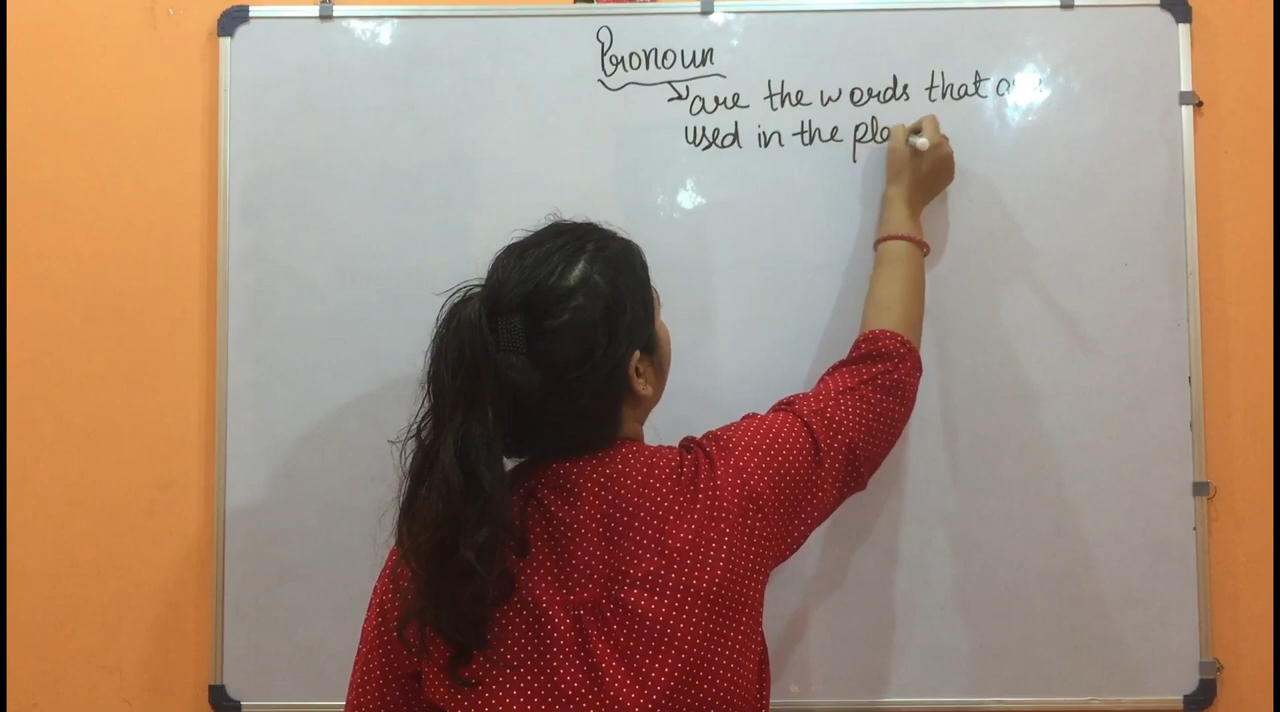 Pronoun
are the words that
used in the